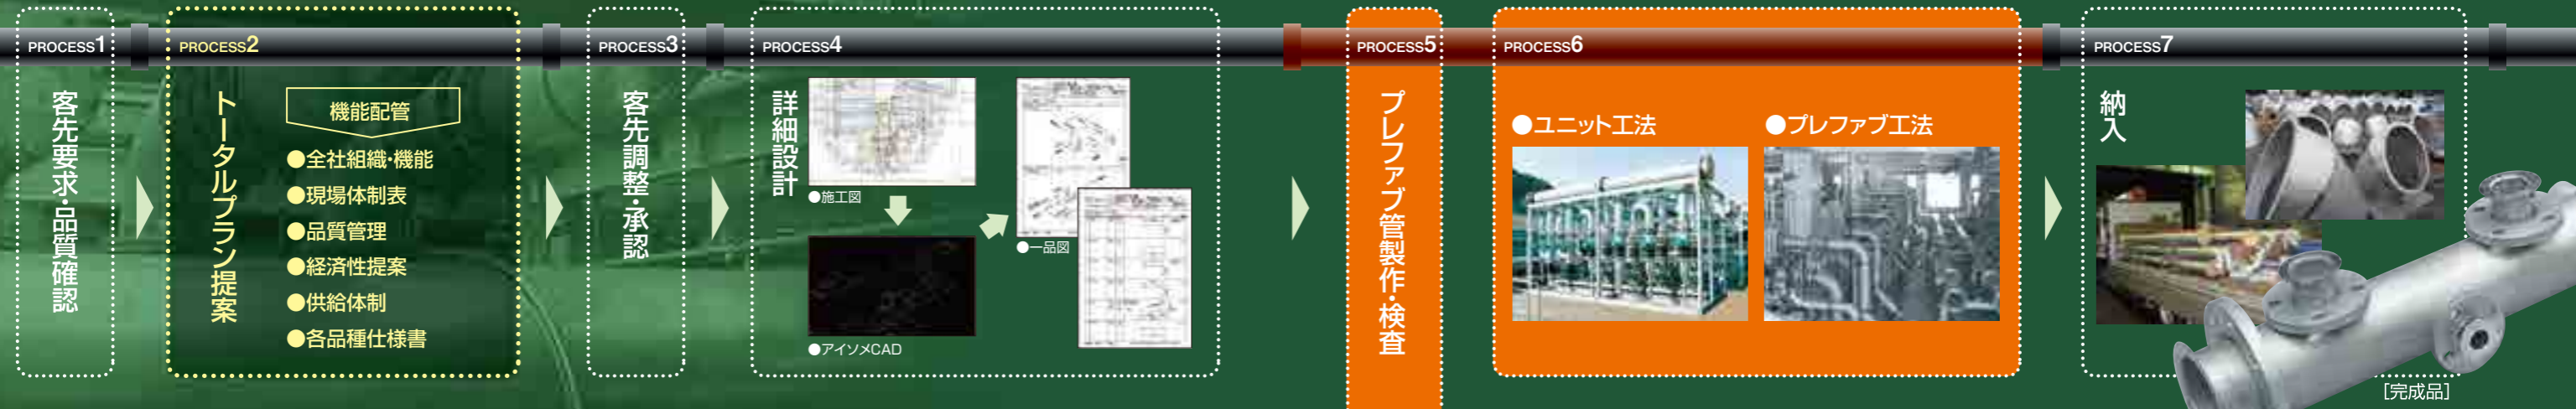 PROCESS1
客先要求・品質確認
PROCESS2
トータルプラン提案
機能配管
●全社組織・機能
●現場体制表
●品質管理
●経済性提案
●供給体制
●各品種仕様書
PROCESS3
客先調整・承認
PROCESS4
詳細設計
●施工図
●アイソメCAD
●一品図
PROCESS5
プレファブ管製作・検査
PROCESS6
●ユニット工法
●プレファブ工法
PROCESS7
納入
[完成品]